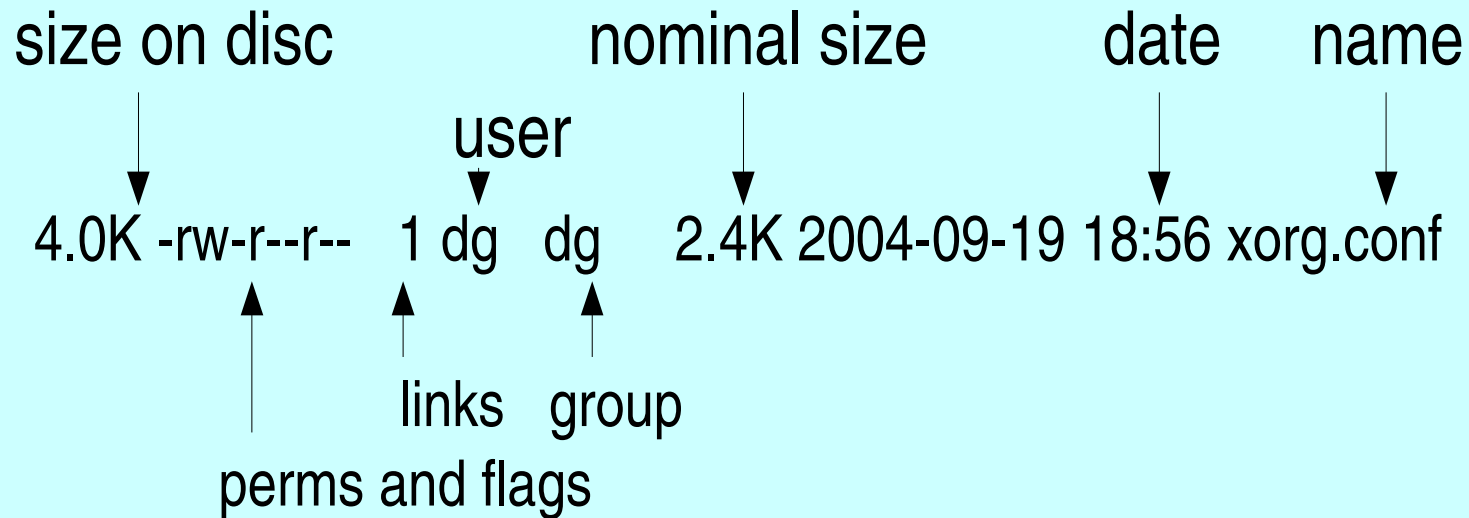 size on disc nominal size date name
user
4.0K -rw-r--r-- 1 dg dg 2.4K 2004-09-19 18:56 xorg.conf
links group
perms and flags